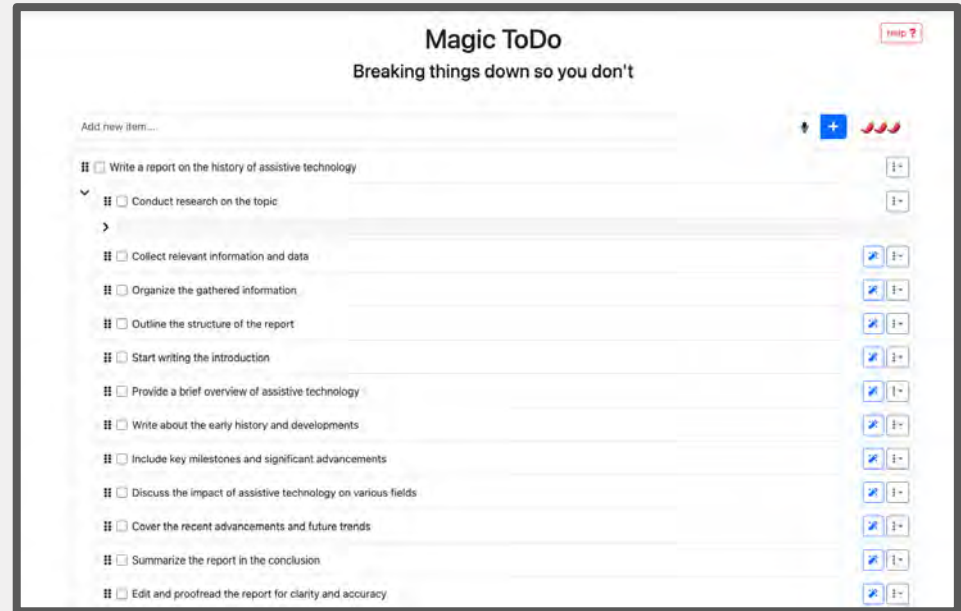 Magic ToDo
Help ?
Breaking things down so you don't
Add new item....
Write a report on the history of assistive technology
Conduct research on the topic
Collect relevant information and data
Organize the gathered information
Outline the structure of the report
Start writing the introduction
Provide a brief overview of assistive technology
Write about the early history and developments
Include key milestones and significant advancements
Discuss the impact of assistive technology on various fields
Cover the recent advancements and future trends
Summarize the report in the conclusion
Edit and proofread the report for clarity and accuracy